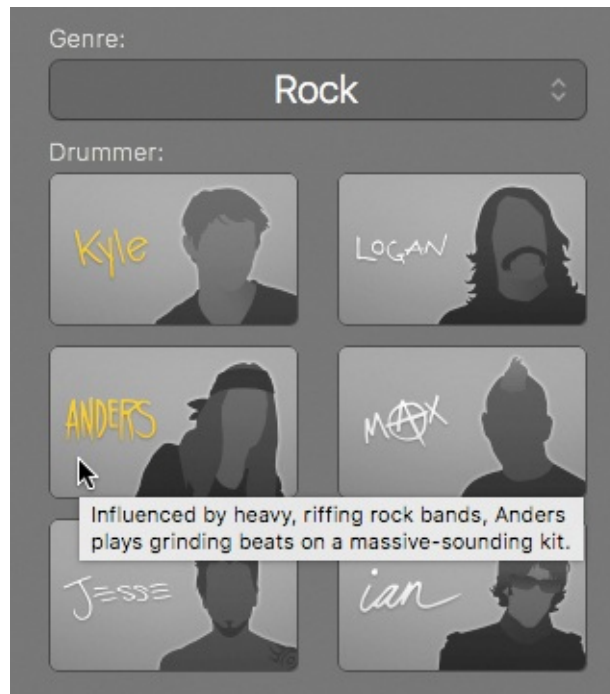 Genre:
Rock
Drummer:
Kyle
LOGAN
ANDERS
MAX
Influenced by heavy, riffing rock bands, Anders
plays grinding beats on a massive-sounding kit.
JESSE
ian